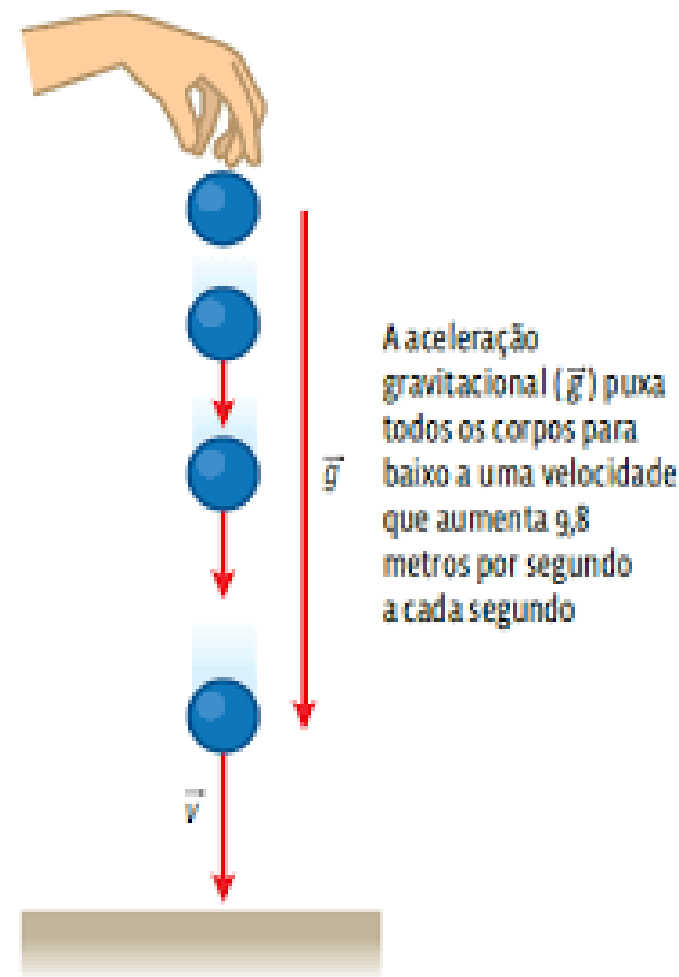 A aceleração
gravitacional (g⃗) puxa
todos os corpos para
baixo a uma velocidade
que aumenta 9,8
metros por segundo
a cada segundo
g⃗
v⃗